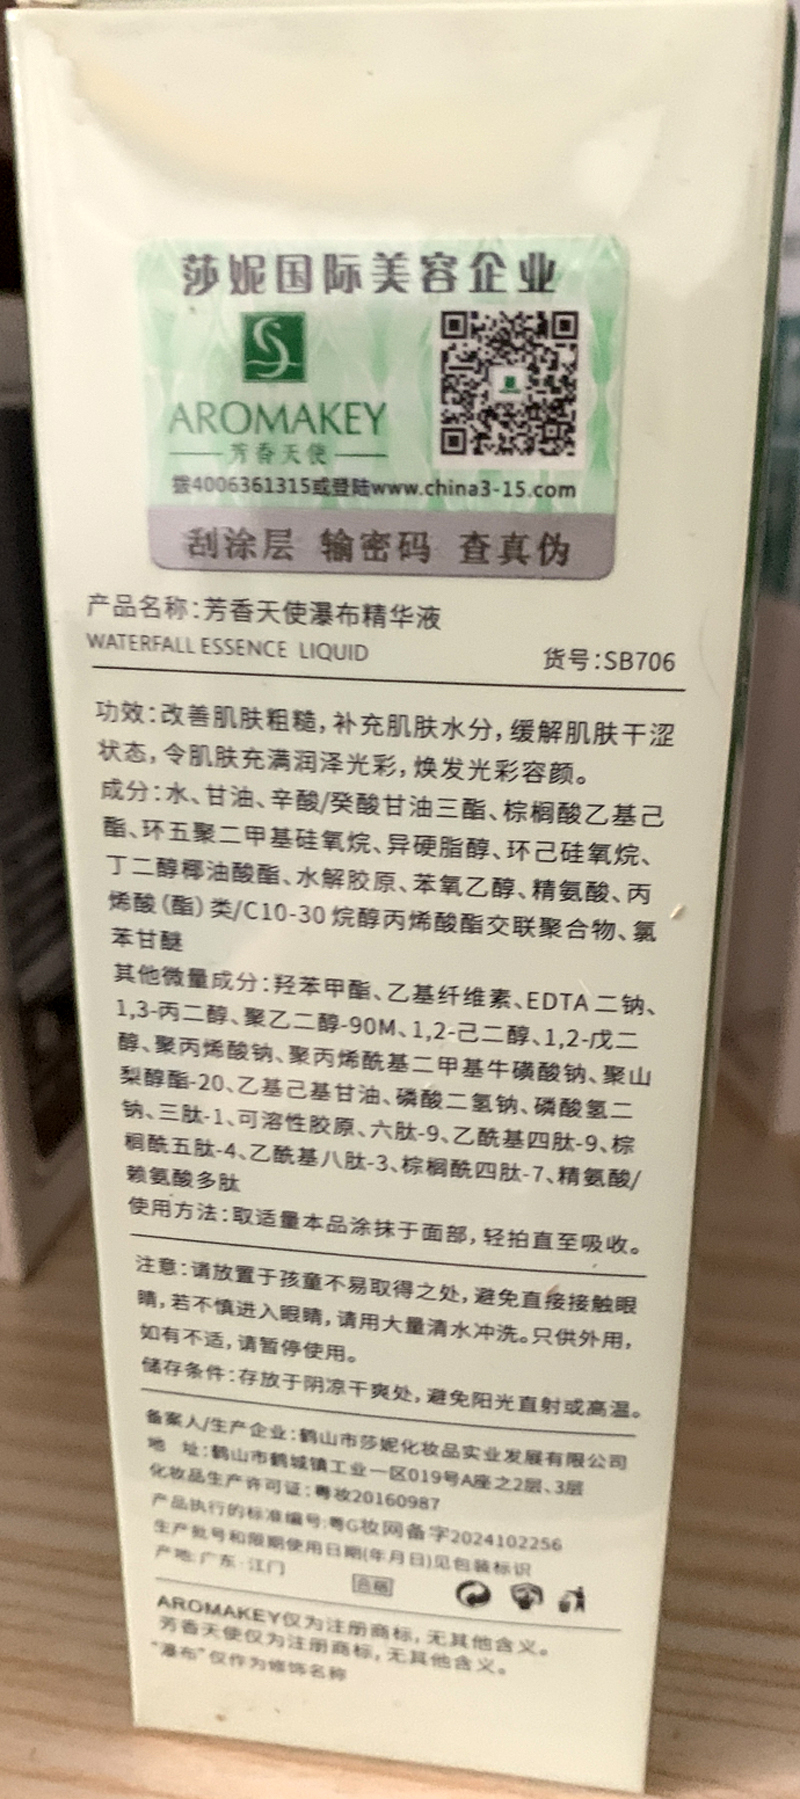 莎妮国际美容企业
AROMAKEY
芳香天使
拨4006361315或登陆www.china3-15.com
刮涂层 输密码 查真伪
产品名称:芳香天使瀑布精华液
WATERFALL ESSENCE LIQUID
货号:SB706
功效:改善肌肤粗糙,补充肌肤水分,缓解肌肤干涩
状态,令肌肤充满润泽光彩,焕发光彩容颜。
成分:水、甘油、辛酸/癸酸甘油三酯、棕榈酸乙基己
酯、环五聚二甲基硅氧烷、异硬脂醇、环己硅氧烷、
丁二醇椰油酸酯、水解胶原、苯氧乙醇、精氨酸、丙
烯酸(酯)类/C10-30烷醇丙烯酸酯交联聚合物、氯
苯甘醚
其他微量成分:羟苯甲酯、乙基纤维素、EDTA二钠、
1,3-丙二醇、聚乙二醇-90M、1,2-己二醇、1,2-戊二
醇、聚丙烯酸钠、聚丙烯酰基二甲基牛磺酸钠、聚山
梨醇酯-20、乙基己基甘油、磷酸二氢钠、磷酸氢二
钠、三肽-1、可溶性胶原、六肽-9、乙酰基四肽-9、棕
榈酰五肽-4、乙酰基八肽-3、棕榈酰四肽-7、精氨酸/
赖氨酸多肽
使用方法:取适量本品涂抹于面部,轻拍直至吸收。
注意:请放置于孩童不易取得之处,避免直接接触眼
睛,若不慎进入眼睛,请用大量清水冲洗。只供外用,
如有不适,请暂停使用。
储存条件:存放于阴凉干爽处,避免阳光直射或高温。
备案人/生产企业:鹤山市莎妮化妆品实业发展有限公司
地 址:鹤山市鹤城镇工业一区019号A座之2层、3层
化妆品生产许可证:粤妆20160987
产品执行的标准编号:粤G妆网备字2024102256
生产批号和限期使用日期(年月日)见包装标识
产地:广东·江门
合格
AROMAKEY仅为注册商标,无其他含义。
芳香天使仅为注册商标,无其他含义。
“瀑布”仅作为修饰名称